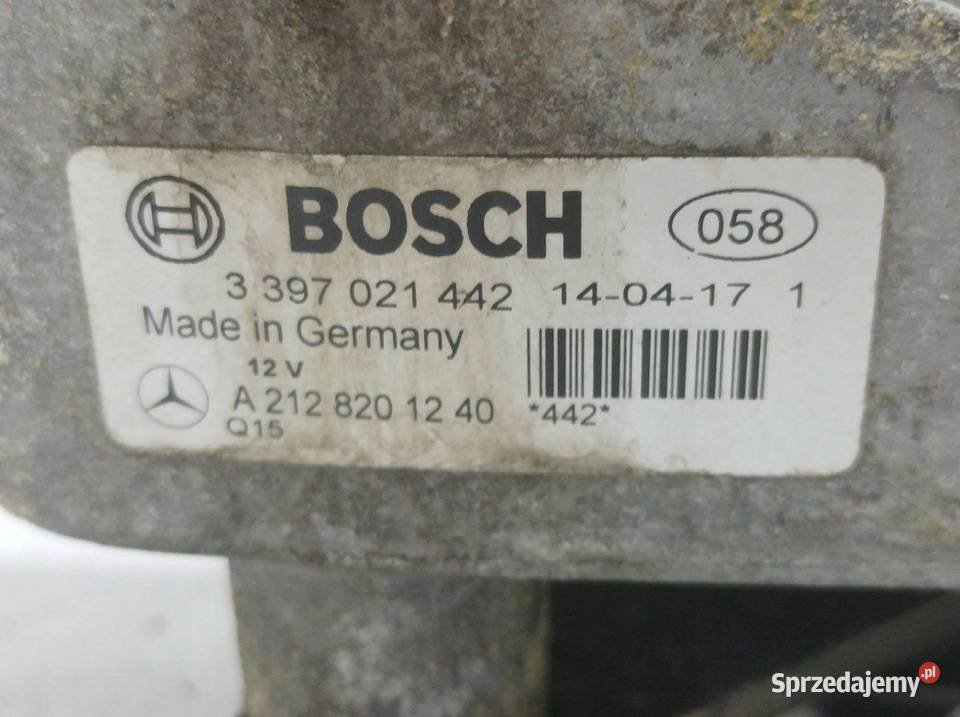 BOSCH
058
3 397 021 442 14-04-17 1
Made in Germany
12 V
A 212 820 12 40 *442*
Q15
Sprzedajemy.pl